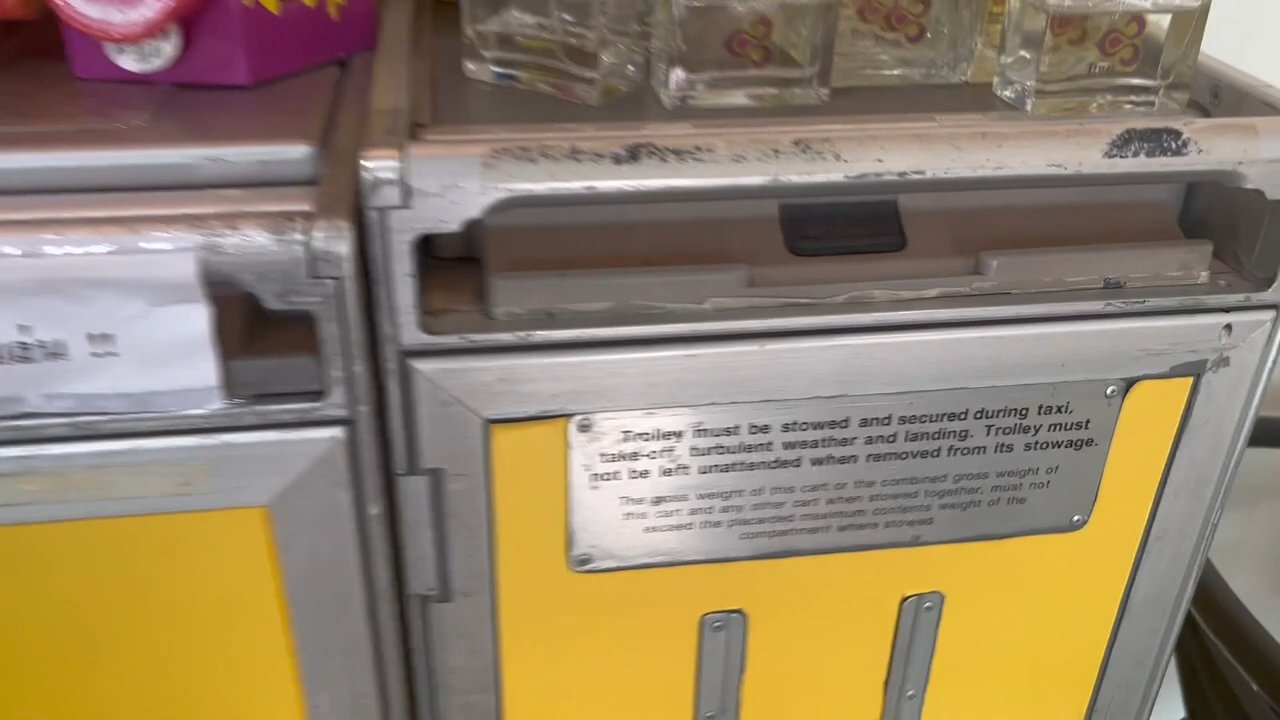 Trolley must be stowed and secured during taxi,
take-off, turbulent weather and landing. Trolley must
not be left unattended when removed from its stowage.
The gross weight of this cart or the combined gross weight of
this cart and any other cart when stowed together, must not
exceed the placarded maximum contents weight of the
compartment where stowed